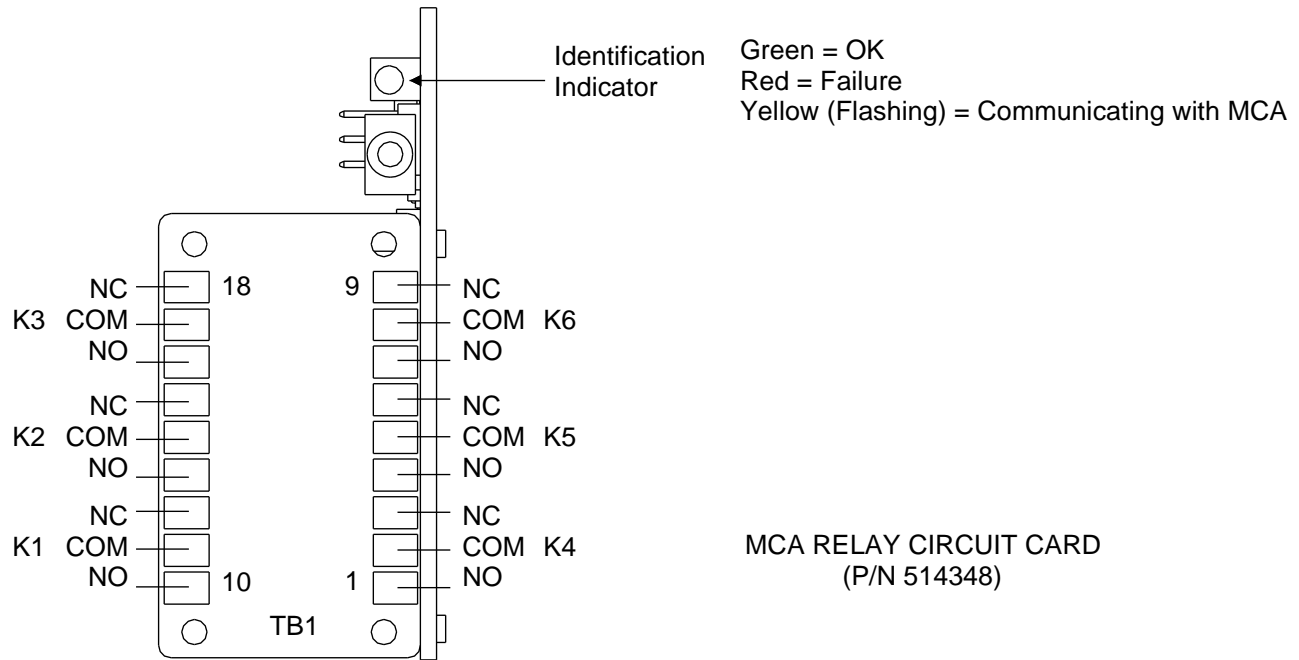 Identification
Indicator
Green = OK
Red = Failure
Yellow (Flashing) = Communicating with MCA
NC 18 9 NC
K3 COM COM K6
NO NO
NC NC
K2 COM COM K5
NO NO
NC NC
K1 COM COM K4
NO 10 1 NO
TB1
MCA RELAY CIRCUIT CARD
(P/N 514348)